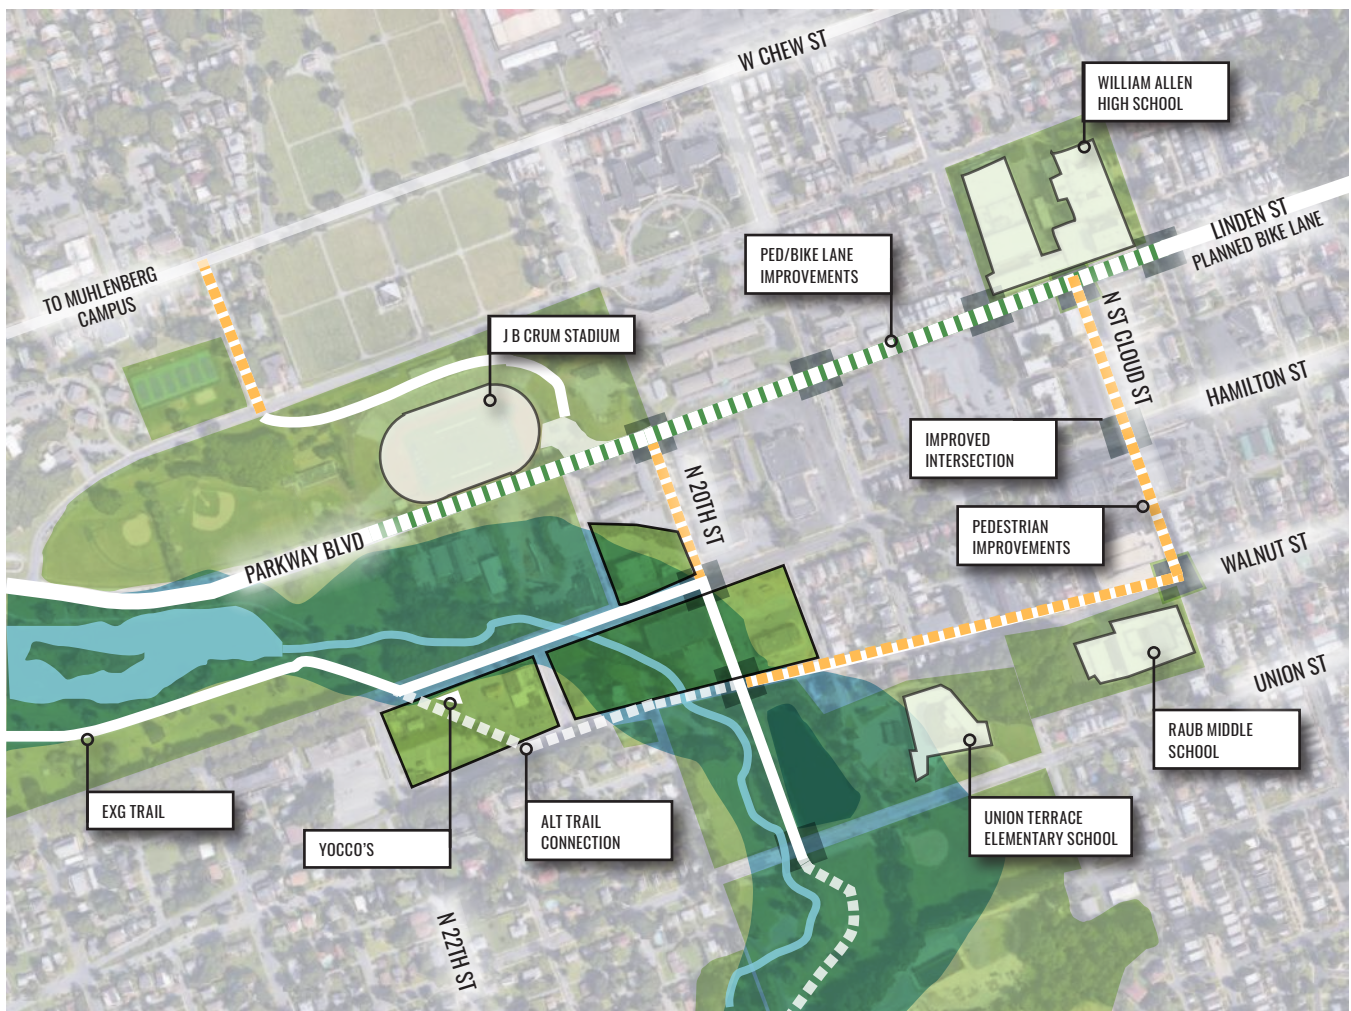 W CHEW ST
WILLIAM ALLEN
HIGH SCHOOL
LINDEN ST
PLANNED BIKE LANE
PED/BIKE LANE
IMPROVEMENTS
TO MUHLENBERG
CAMPUS
J B CRUM STADIUM
N ST CLOUD ST
HAMILTON ST
IMPROVED
INTERSECTION
N 20TH ST
PEDESTRIAN
IMPROVEMENTS
PARKWAY BLVD
WALNUT ST
UNION ST
RAUB MIDDLE
SCHOOL
EXG TRAIL
YOCCO'S
ALT TRAIL
CONNECTION
UNION TERRACE
ELEMENTARY SCHOOL
N 22TH ST